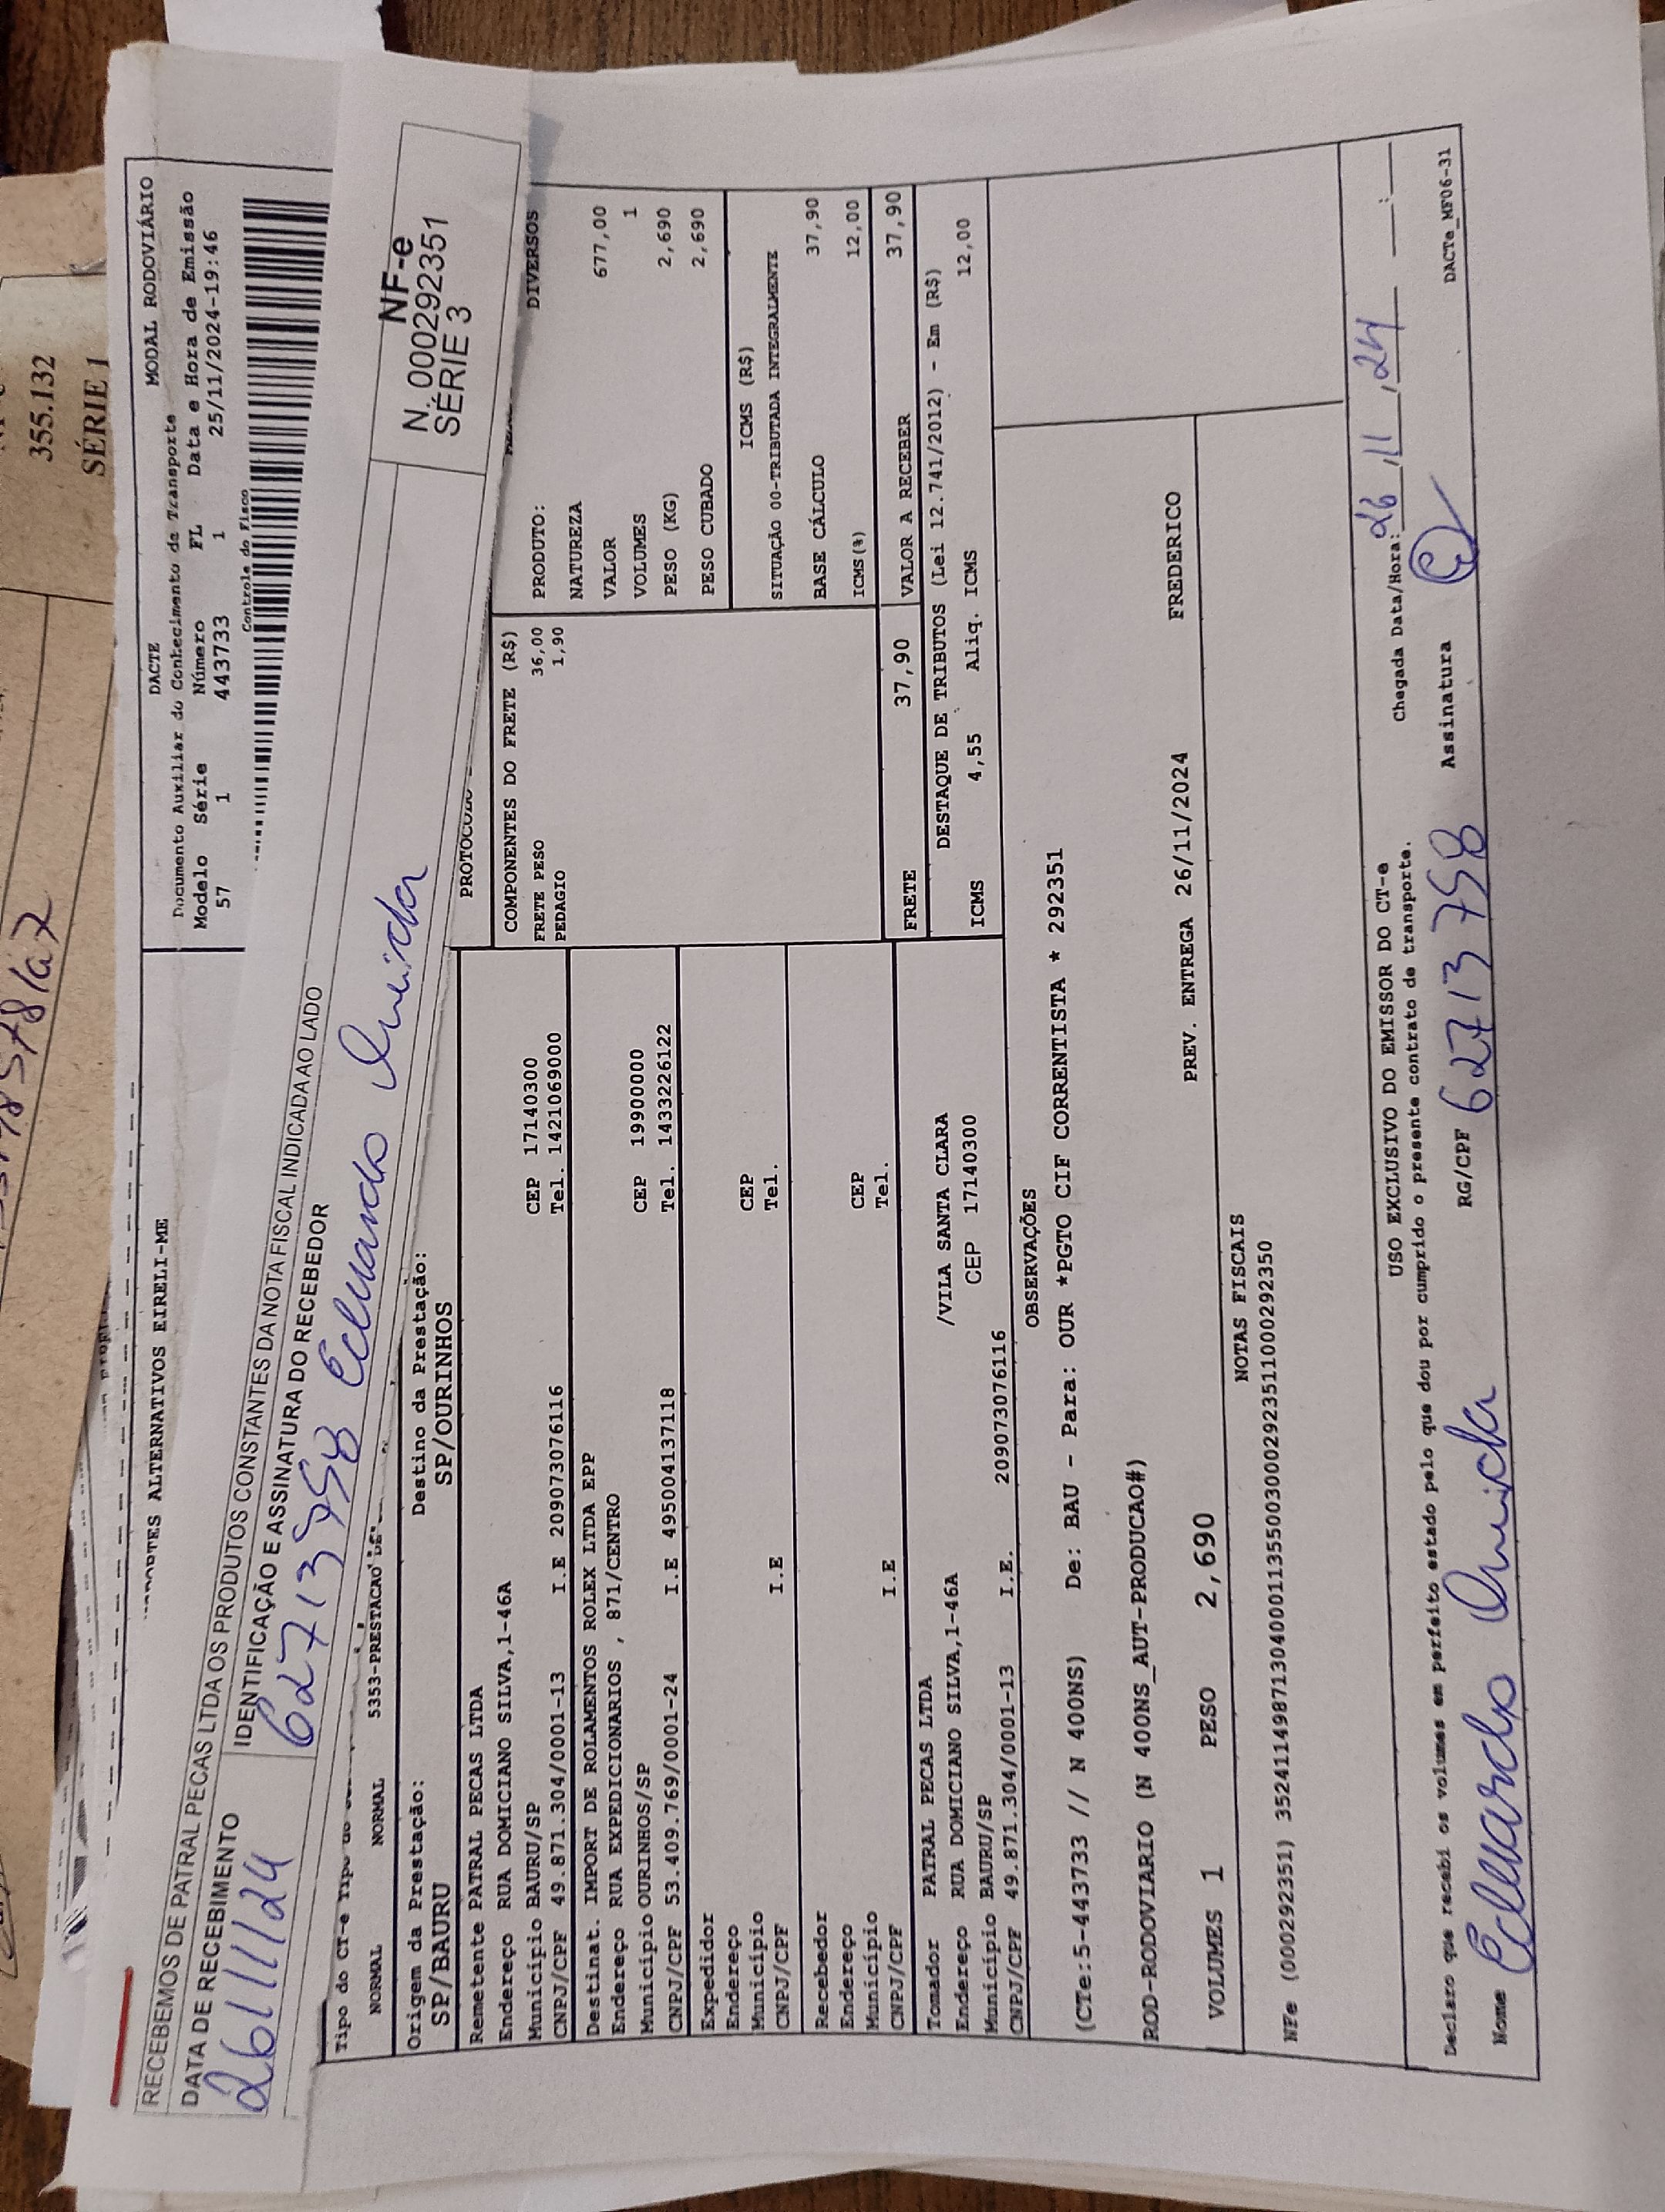 355.132
SÉRIE 1
ALTERNATIVOS EIRELI-ME
DACTE
MODAL RODOVIÁRIO
Documento Auxiliar do Conhecimento de Transporte
Modelo Série Número FL Data e Hora de Emissão
57 1 443733 1 25/11/2024-19:46
Controle do Fisco
RECEBEMOS DE PATRAL PECAS LTDA OS PRODUTOS CONSTANTES DA NOTA FISCAL INDICADA AO LADO
DATA DE RECEBIMENTO
26/11/24
IDENTIFICAÇÃO E ASSINATURA DO RECEBEDOR
62713758 Eduardo
NF-e
N. 000292351
SÉRIE 3
Tipo do CT-e
NORMAL NORMAL 5353-PRESTACAO DE
Origem da Prestação: Destino da Prestação:
SP/BAURU SP/OURINHOS
Remetente PATRAL PECAS LTDA
Endereço RUA DOMICIANO SILVA,1-46A
Município BAURU/SP CEP 17140300
CNPJ/CPF 49.871.304/0001-13 I.E 209073076116 Tel. 1421069000
Destinat. IMPORT DE ROLAMENTOS ROLEX LTDA EPP
Endereço RUA EXPEDICIONARIOS , 871/CENTRO
Município OURINHOS/SP CEP 19900000
CNPJ/CPF 53.409.769/0001-24 I.E 495004137118 Tel. 1433226122
Expedidor
Endereço
Município CEP
CNPJ/CPF I.E Tel.
Recebedor
Endereço
Município CEP
CNPJ/CPF I.E Tel.
Tomador PATRAL PECAS LTDA
Endereço RUA DOMICIANO SILVA,1-46A /VILA SANTA CLARA
Município BAURU/SP CEP 17140300
CNPJ/CPF 49.871.304/0001-13 I.E. 209073076116
COMPONENTES DO FRETE (R$)
FRETE PESO 36,00
PEDAGIO 1,90
PRODUTO: DIVERSOS
NATUREZA
VALOR 677,00
VOLUMES 1
PESO (KG) 2,690
PESO CUBADO 2,690
ICMS (R$)
SITUAÇÃO 00-TRIBUTADA INTEGRALMENTE
BASE CÁLCULO 37,90
ICMS(%) 12,00
FRETE 37,90 VALOR A RECEBER 37,90
DESTAQUE DE TRIBUTOS (Lei 12.741/2012) - Em (R$)
ICMS 4,55 Aliq. ICMS 12,00
OBSERVAÇÕES
(CTe:5-443733 // N 400NS) De: BAU - Para: OUR *PGTO CIF CORRENTISTA * 292351
ROD-RODOVIARIO (N 400NS_AUT-PRODUCAO#)
VOLUMES 1 PESO 2,690 PREV. ENTREGA 26/11/2024 FREDERICO
NOTAS FISCAIS
NFe (000292351) 35241149871304000113550030002923511000292350
USO EXCLUSIVO DO EMISSOR DO CT-e
Declaro que recebi os volumes em perfeito estado pelo que dou por cumprido o presente contrato de transporte.
Chegada Data/Hora: 26/11/24
Nome Eduardo RG/CPF 62713758 Assinatura
DACTe_MF06-31